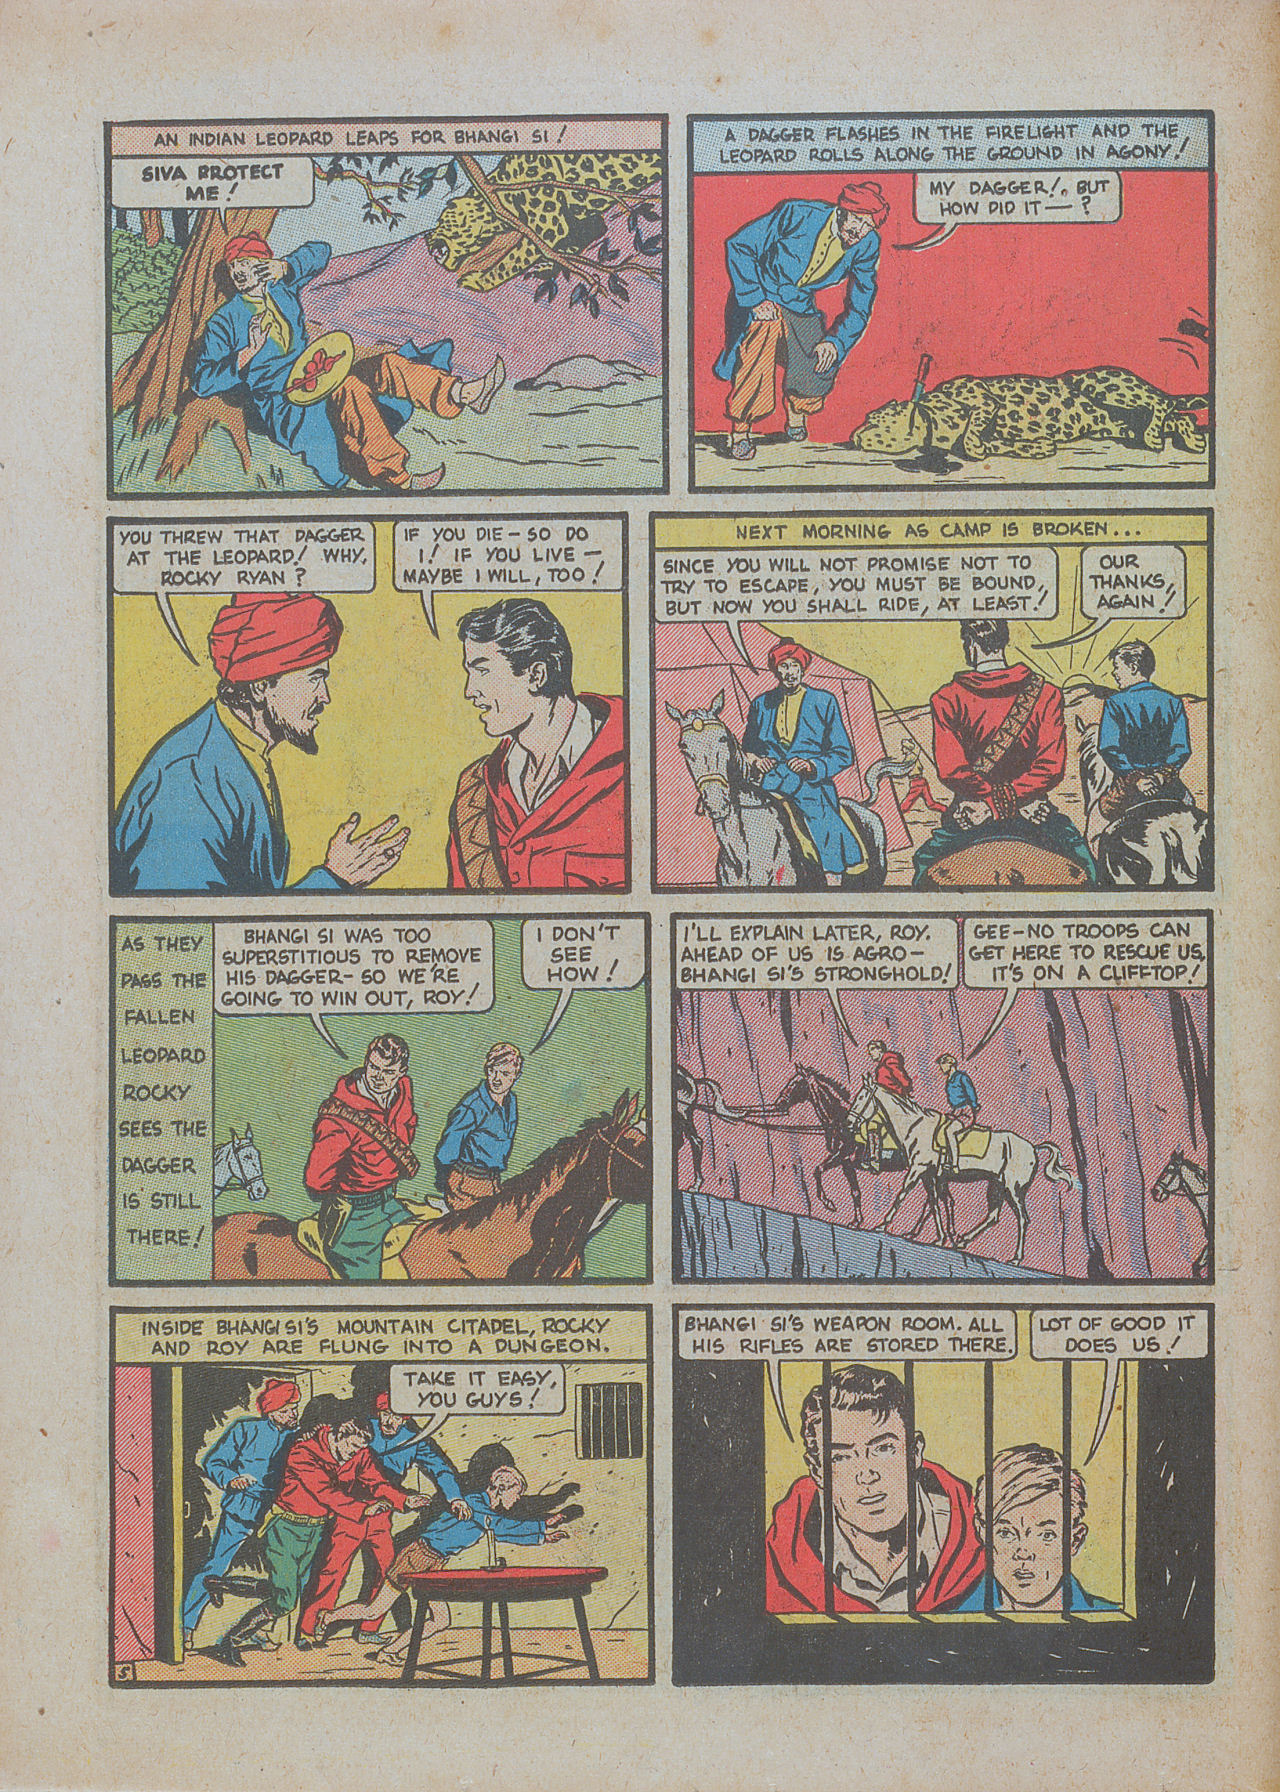 AN INDIAN LEOPARD LEAPS FOR BHANGI SI!
SIVA PROTECT
ME!
A DAGGER FLASHES IN THE FIRELIGHT AND THE
LEOPARD ROLLS ALONG THE GROUND IN AGONY!
MY DAGGER!. BUT
HOW DID IT—?
YOU THREW THAT DAGGER
AT THE LEOPARD! WHY,
ROCKY RYAN?
IF YOU DIE—SO DO
I! IF YOU LIVE—
MAYBE I WILL, TOO!
NEXT MORNING AS CAMP IS BROKEN...
SINCE YOU WILL NOT PROMISE NOT TO
TRY TO ESCAPE, YOU MUST BE BOUND,
BUT NOW YOU SHALL RIDE, AT LEAST!
OUR
THANKS,
AGAIN!
AS THEY
PASS THE
FALLEN
LEOPARD
ROCKY
SEES THE
DAGGER
IS STILL
THERE!
BHANGI SI WAS TOO
SUPERSTITIOUS TO REMOVE
HIS DAGGER—SO WE'RE
GOING TO WIN OUT, ROY!
I DON'T
SEE
HOW!
I'LL EXPLAIN LATER, ROY.
AHEAD OF US IS AGRO—
BHANGI SI'S STRONGHOLD!
GEE—NO TROOPS CAN
GET HERE TO RESCUE US,
IT'S ON A CLIFFTOP!
INSIDE BHANGI SI'S MOUNTAIN CITADEL, ROCKY
AND ROY ARE FLUNG INTO A DUNGEON.
TAKE IT EASY,
YOU GUYS!
5
BHANGI SI'S WEAPON ROOM. ALL
HIS RIFLES ARE STORED THERE.
LOT OF GOOD IT
DOES US!